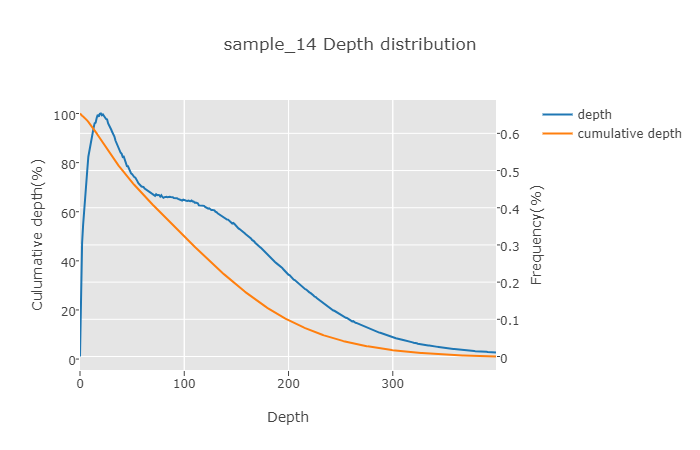 sample_14 Depth distribution
depth
cumulative depth
Culumative depth(%)
100
80
60
40
20
0
0.6
0.5
0.4
0.3
0.2
0.1
0
Frequency(%)
0
100
200
300
Depth